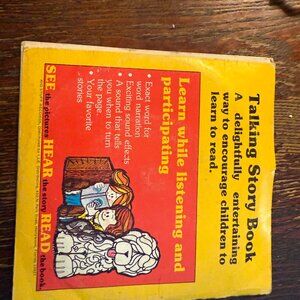 Talking Story Book
A delightfully entertaining
way to encourage children to
learn to read.
Learn while listening and
participating
• Exact word for
word narration
• Exciting sound effects
• A sound that tells
you when to turn
the page.
• Your favorite
stories
SEE the pictures HEAR the story READ the book.